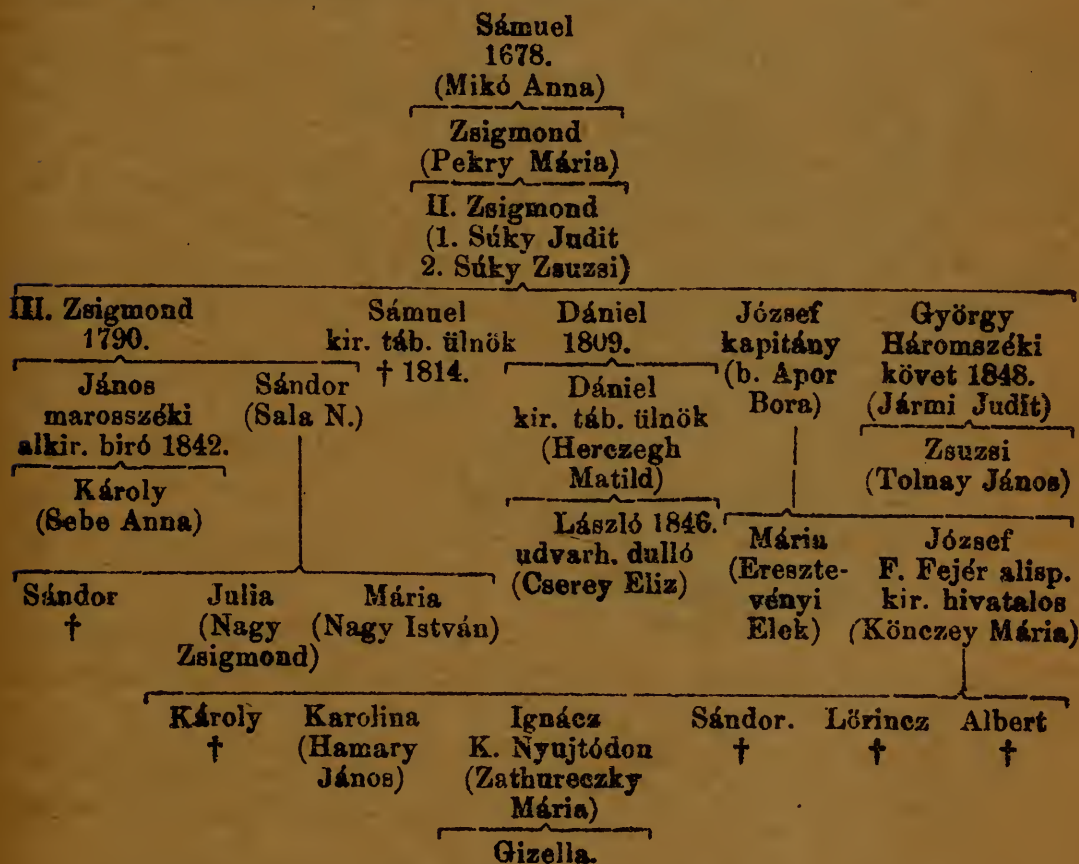 Sámuel
1678.
(Mikó Anna)
Zsigmond
(Pekry Mária)
II. Zsigmond
(1. Súky Judit
2. Súky Zsuzsi)
III. Zsigmond
1790.
Sámuel
kir. táb. ülnök
† 1814.
Dániel
1809.
József
kapitány
(b. Apor
Bora)
György
Háromszéki
követ 1848.
(Jármi Judit)
János
marosszéki
alkir. biró 1842.
Sándor
(Sala N.)
Dániel
kir. táb. ülnök
(Herczegh
Matild)
Zsuzsi
(Tolnay János)
Károly
(Sebe Anna)
László 1846.
udvarh. dulló
(Cserey Eliz)
Mária
(Ereszte-
vényi
Elek)
József
F. Fejér alisp.
kir. hivatalos
(Könczey Mária)
Sándor
†
Julia
(Nagy
Zsigmond)
Mária
(Nagy István)
Károly
†
Karolina
(Hamary
János)
Ignácz
K. Nyujtódon
(Zathureczky
Mária)
Sándor.
†
Lőrincz
†
Albert
†
Gizella.